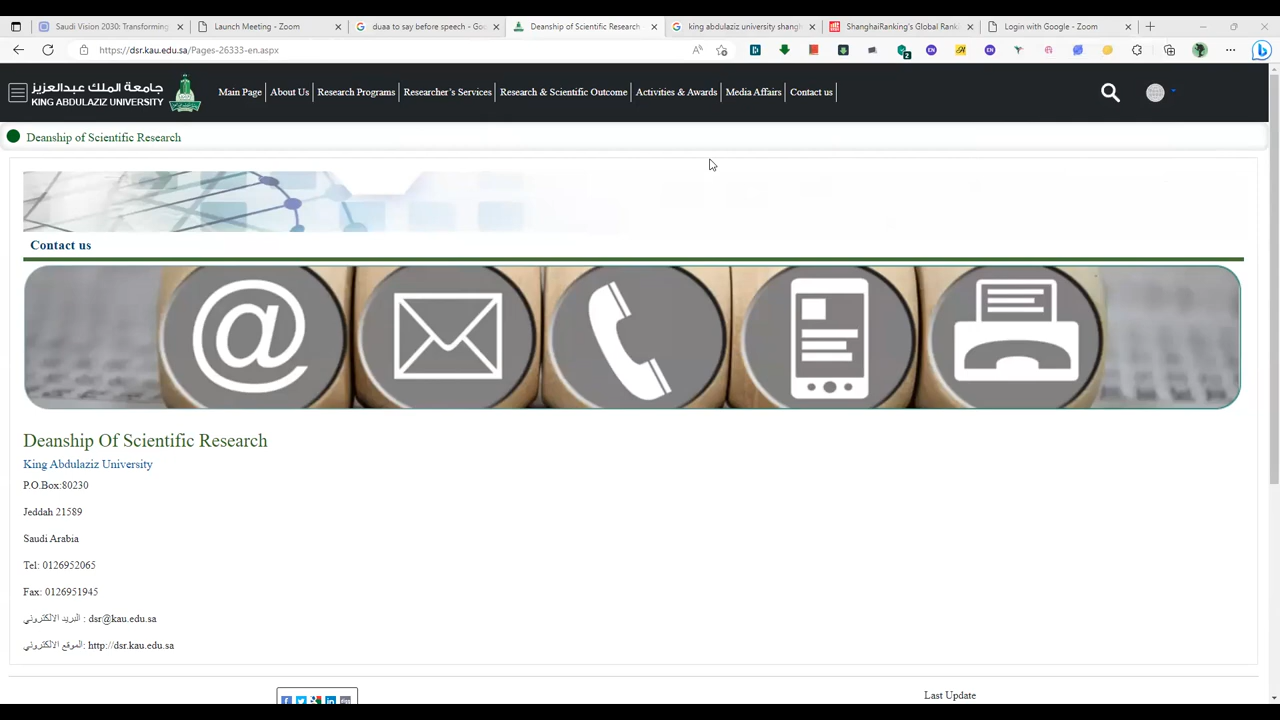 Saudi Vision 2030: Transforming
Launch Meeting - Zoom
duaa to say before speech - Goo
Deanship of Scientific Research
king abdulaziz university shangh
ShanghaiRanking's Global Ranki
Login with Google - Zoom
https://dsr.kau.edu.sa/Pages-26333-en.aspx
جامعة الملك عبدالعزيز
KING ABDULAZIZ UNIVERSITY
Main Page
About Us
Research Programs
Researcher's Services
Research & Scientific Outcome
Activities & Awards
Media Affairs
Contact us
Deanship of Scientific Research
Contact us
@
Deanship Of Scientific Research
King Abdulaziz University
P.O.Box:80230
Jeddah 21589
Saudi Arabia
Tel: 0126952065
Fax: 0126951945
البريد الالكتروني : dsr@kau.edu.sa
الموقع الالكتروني: http://dsr.kau.edu.sa
Last Update